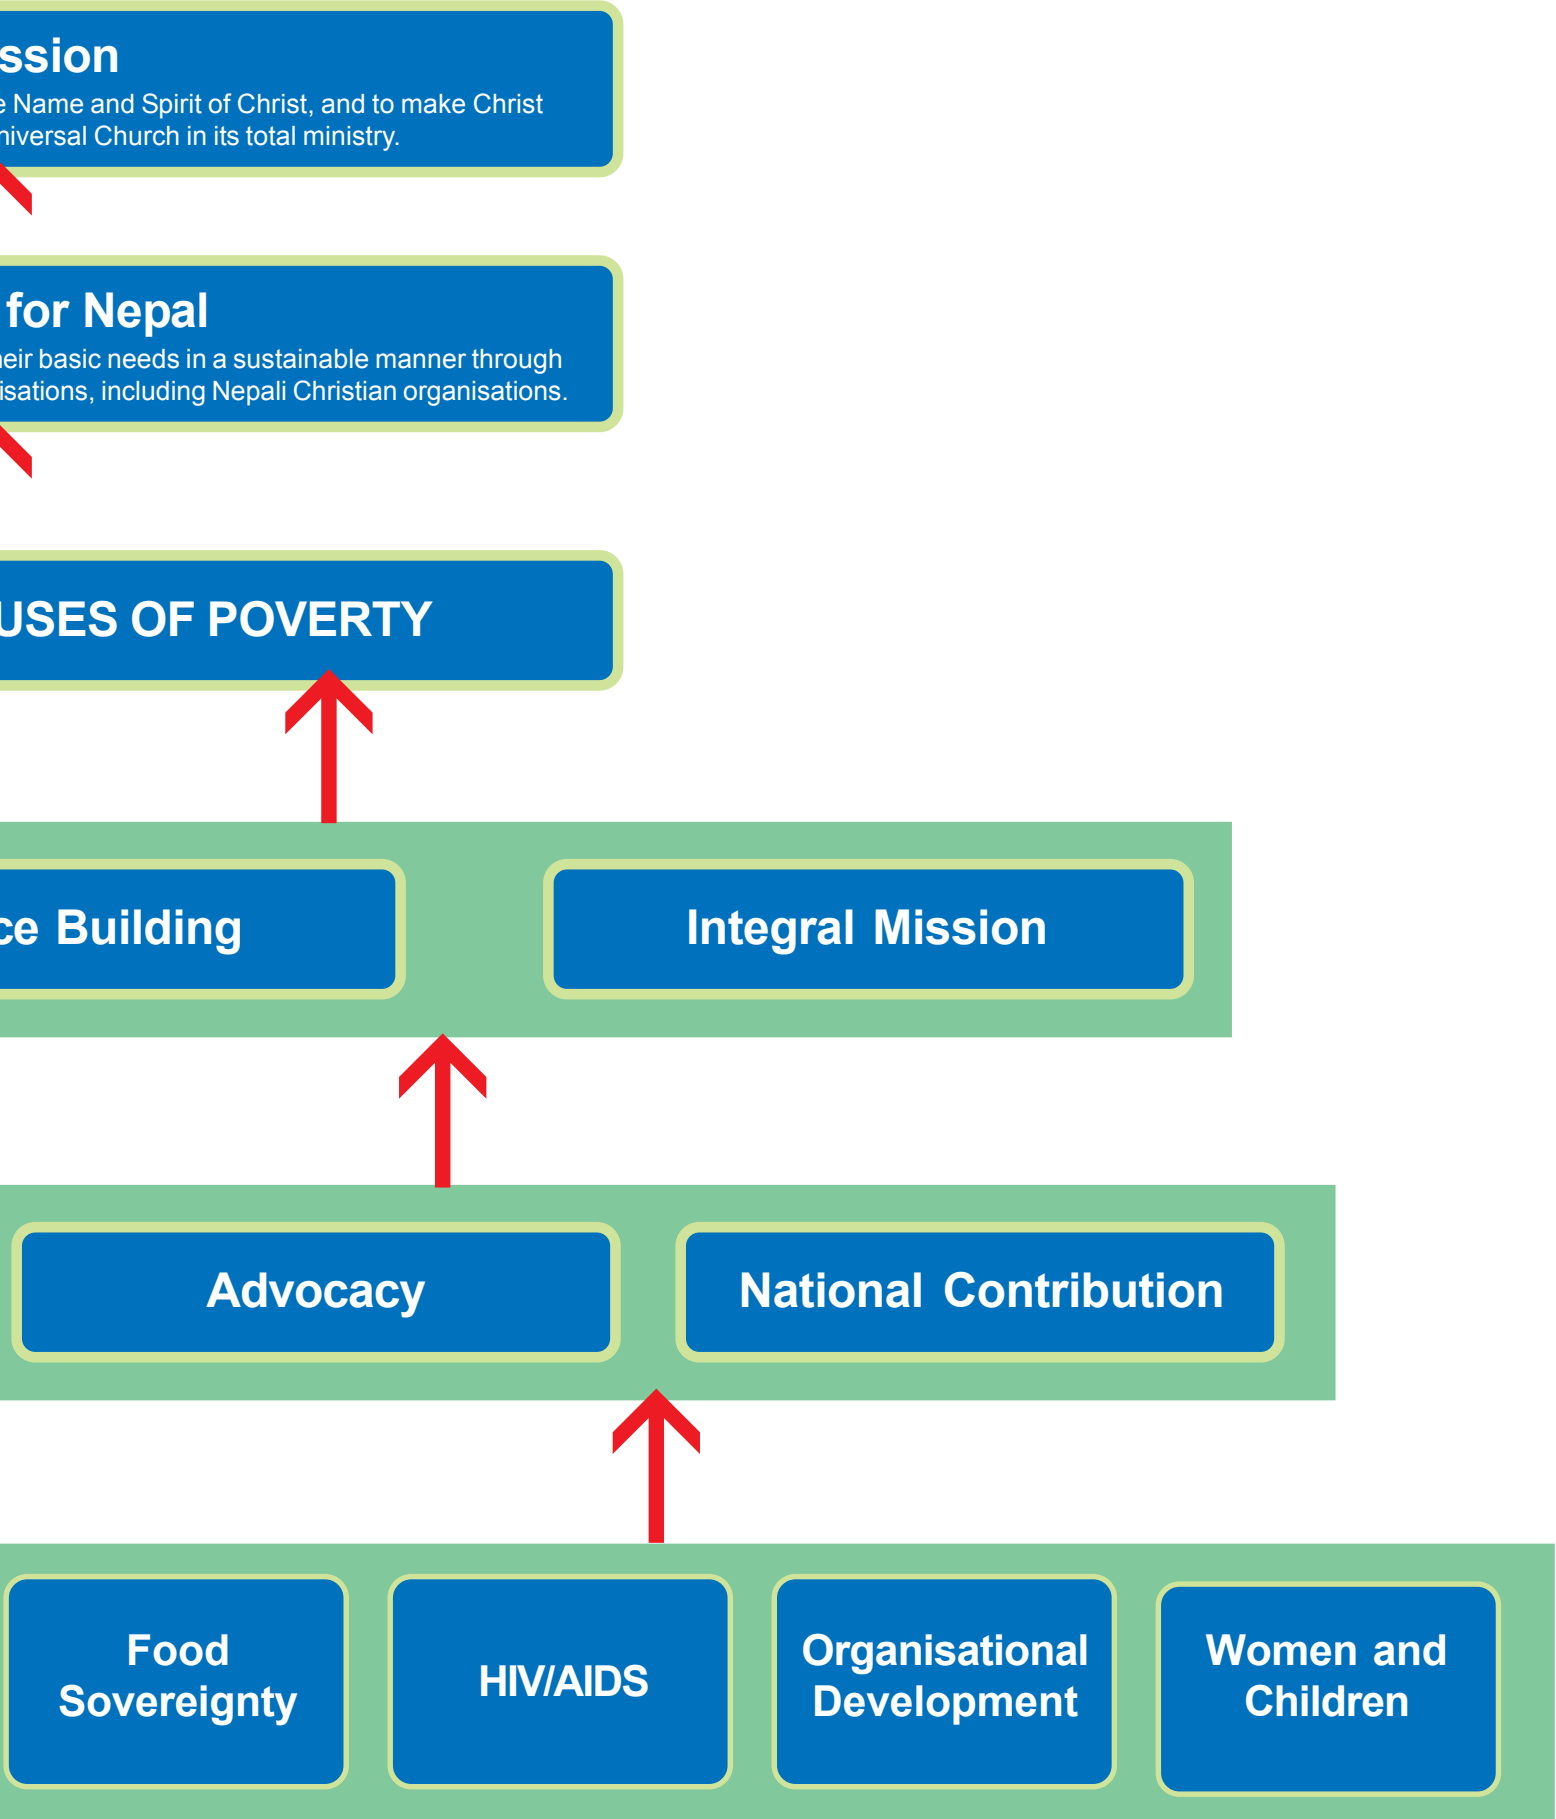 ssion
e Name and Spirit of Christ, and to make Christ
niversal Church in its total ministry.
for Nepal
heir basic needs in a sustainable manner through
isations, including Nepali Christian organisations.
USES OF POVERTY
ce Building
Integral Mission
Advocacy
National Contribution
Food
Sovereignty
HIV/AIDS
Organisational
Development
Women and
Children